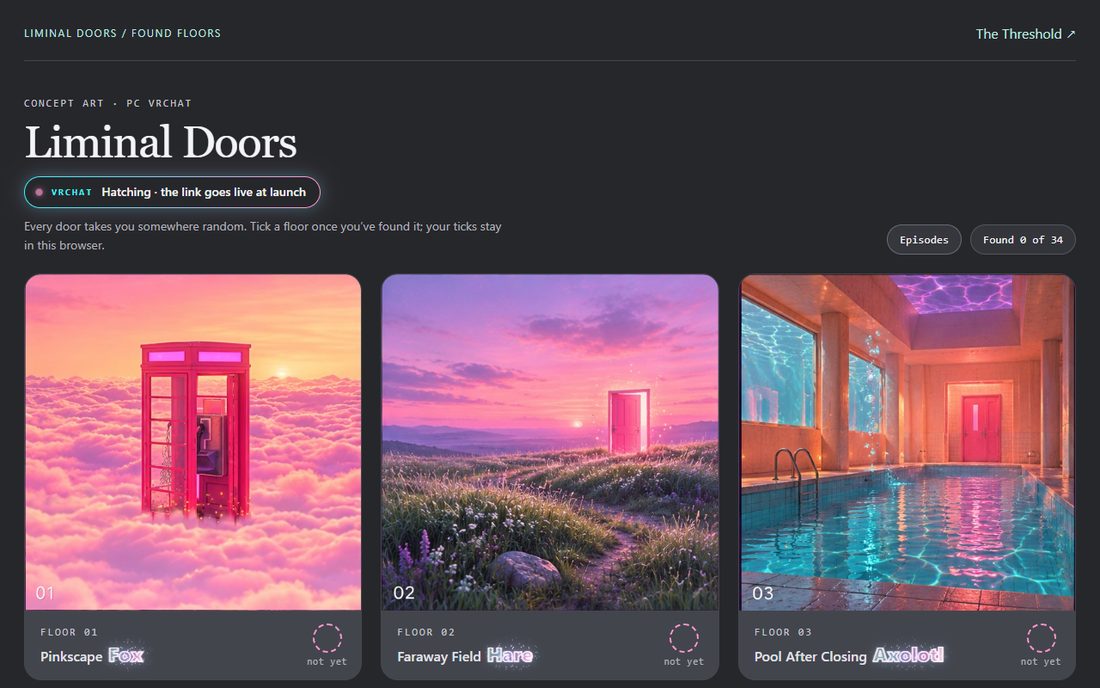 LIMINAL DOORS / FOUND FLOORS
The Threshold ↗
CONCEPT ART · PC VRCHAT
Liminal Doors
VRCHAT Hatching · the link goes live at launch
Every door takes you somewhere random. Tick a floor once you’ve found it; your ticks stay
in this browser.
Episodes
Found 0 of 34
01
02
03
FLOOR 01
Pinkscape Fox
not yet
FLOOR 02
Faraway Field Hare
not yet
FLOOR 03
Pool After Closing Axolotl
not yet